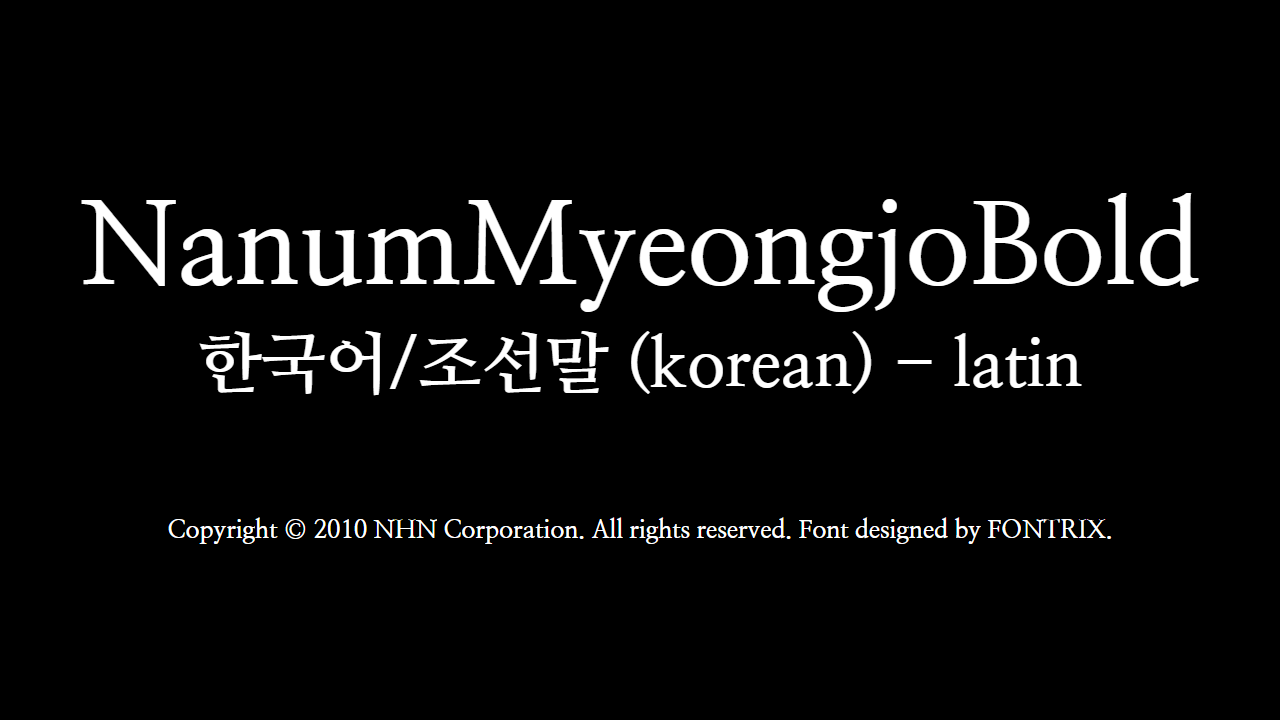 NanumMyeongjoBold
한국어/조선말 (korean) - latin
Copyright © 2010 NHN Corporation. All rights reserved. Font designed by FONTRIX.